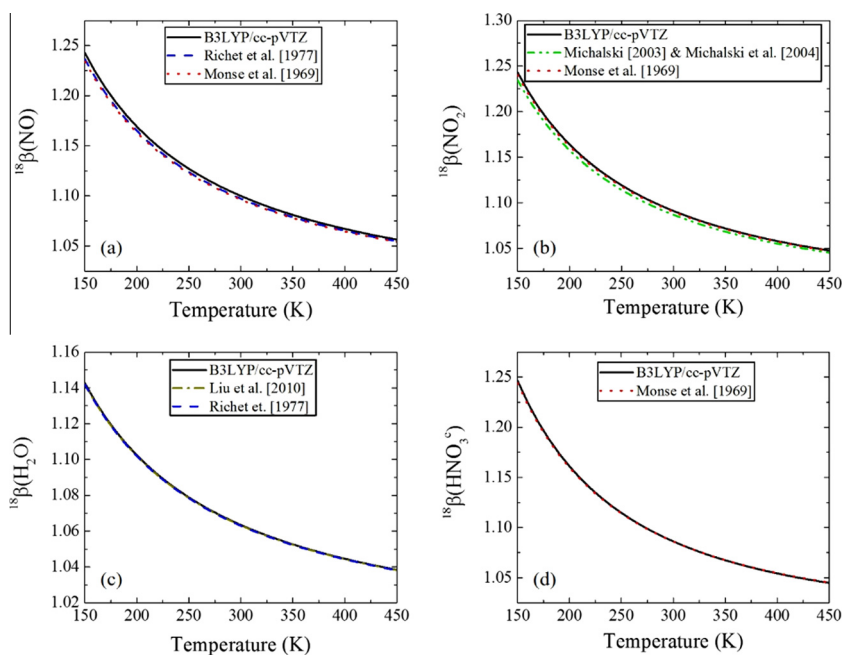 B3LYP/cc-pVTZ
Richet et al. [1977]
Monse et al. [1969]
1.25
1.20
1.15
1.10
1.05
¹⁸β(NO)
(a)
150 200 250 300 350 400 450
Temperature (K)
B3LYP/cc-pVTZ
Michalski [2003] & Michalski et al. [2004]
Monse et al. [1969]
1.30
1.25
1.20
1.15
1.10
1.05
¹⁸β(NO₂)
(b)
150 200 250 300 350 400 450
Temperature (K)
B3LYP/cc-pVTZ
Liu et al. [2010]
Richet et. [1977]
1.16
1.14
1.12
1.10
1.08
1.06
1.04
1.02
¹⁸β(H₂O)
(c)
150 200 250 300 350 400 450
Temperature (K)
B3LYP/cc-pVTZ
Monse et al. [1969]
1.25
1.20
1.15
1.10
1.05
¹⁸β(HNO₃ᶜ)
(d)
150 200 250 300 350 400 450
Temperature (K)